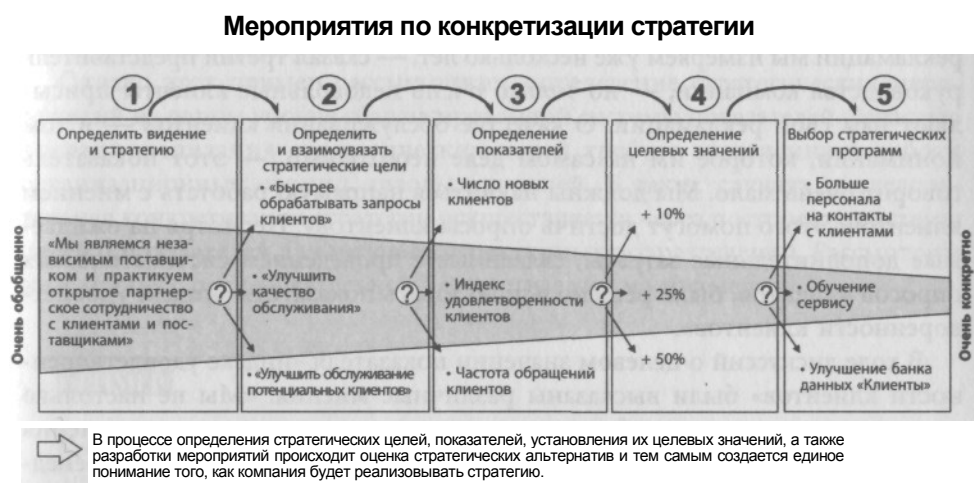 Мероприятия по конкретизации стратегии
1
2
3
4
5
Определить видение
и стратегию
«Мы являемся неза-
висимым поставщи-
ком и практикуем
открытое партнер-
ское сотрудничество
с клиентами и пос-
тавщиками»
Определить
и взаимоувязать
стратегические цели
• «Быстрее
обрабатывать запросы
клиентов»
• «Улучшить
качество
обслуживания»
• «Улучшить обслуживание
потенциальных клиентов»
Определение
показателей
• Число новых
клиентов
• Индекс
удовлетворенности
клиентов
• Частота обращений
клиентов
Определение
целевых значений
+ 10%
+ 25%
+ 50%
Выбор стратегических
программ
• Больше
персонала
на контакты
с клиентами
• Обучение
сервису
• Улучшение банка
данных «Клиенты»
?
?
?
?
Очень обобщенно
Очень конкретно
В процессе определения стратегических целей, показателей, установления их целевых значений, а также
разработки мероприятий происходит оценка стратегических альтернатив и тем самым создается единое
понимание того, как компания будет реализовывать стратегию.